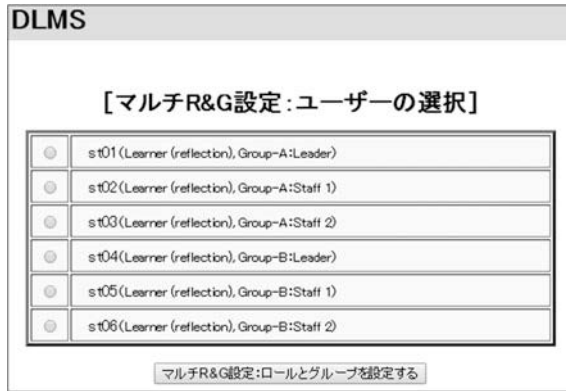 DLMS
[マルチR&G設定:ユーザーの選択]
st01(Learner (reflection), Group-A:Leader)
st02(Learner (reflection), Group-A:Staff 1)
st03(Learner (reflection), Group-A:Staff 2)
st04(Learner (reflection), Group-B:Leader)
st05(Learner (reflection), Group-B:Staff 1)
st06(Learner (reflection), Group-B:Staff 2)
マルチR&G設定:ロールとグループを設定する